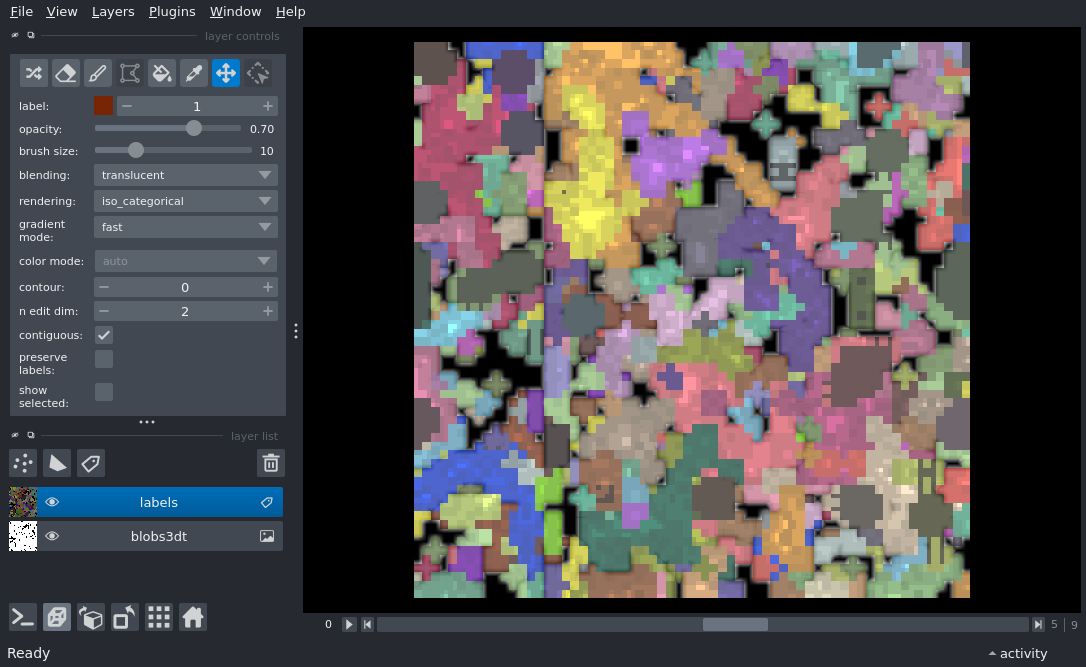 File View Layers Plugins Window Help
layer controls
label: 1
opacity: 0.70
brush size: 10
blending: translucent
rendering: iso_categorical
gradient
mode: fast
color mode: auto
contour: 0
n edit dim: 2
contiguous:
preserve
labels:
show
selected:
layer list
labels
blobs3dt
0 5 | 9
Ready activity